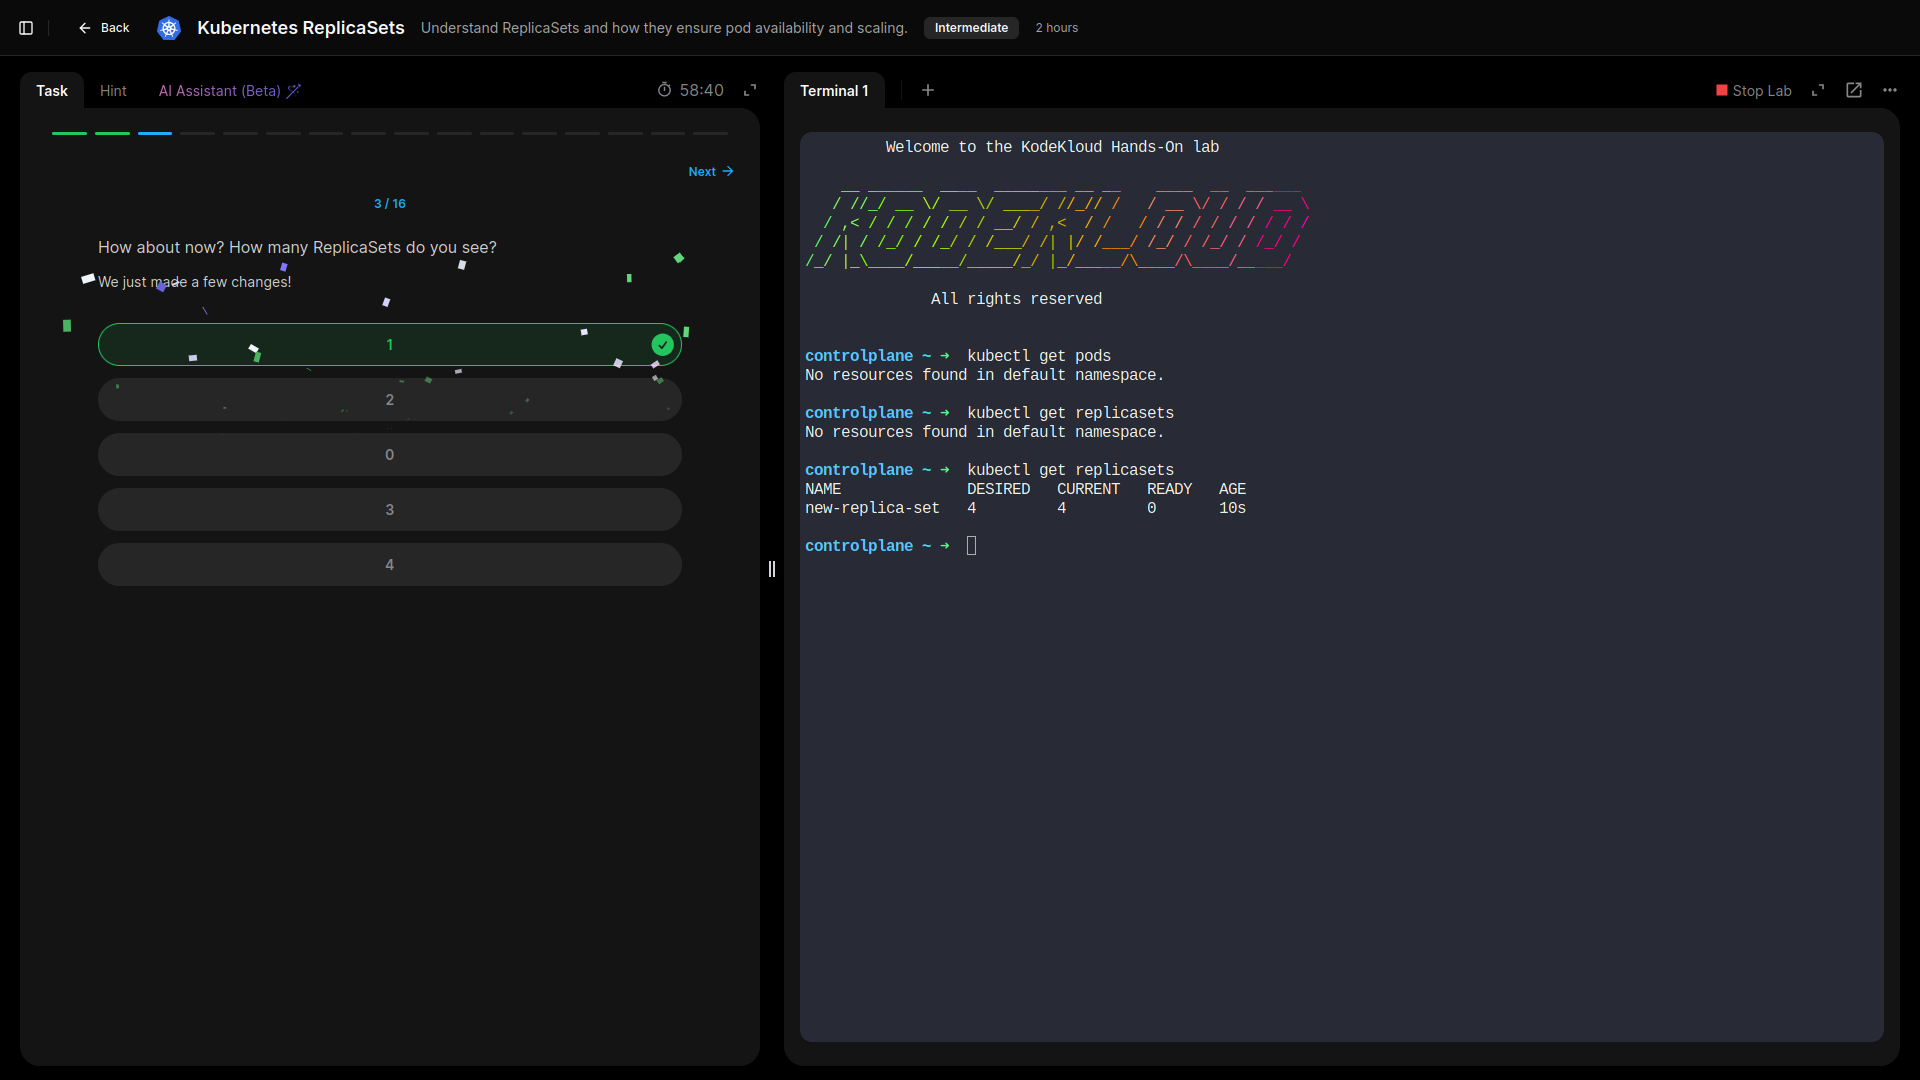 Back
Kubernetes ReplicaSets
Understand ReplicaSets and how they ensure pod availability and scaling.
Intermediate
2 hours
Task
Hint
AI Assistant (Beta)
58:40
Next
3 / 16
How about now? How many ReplicaSets do you see?
We just made a few changes!
1
2
0
3
4
Terminal 1
Stop Lab
Welcome to the KodeKloud Hands-On lab
KODEKLOUD
All rights reserved
controlplane ~ ➜ kubectl get pods
No resources found in default namespace.
controlplane ~ ➜ kubectl get replicasets
No resources found in default namespace.
controlplane ~ ➜ kubectl get replicasets
NAME DESIRED CURRENT READY AGE
new-replica-set 4 4 0 10s
controlplane ~ ➜